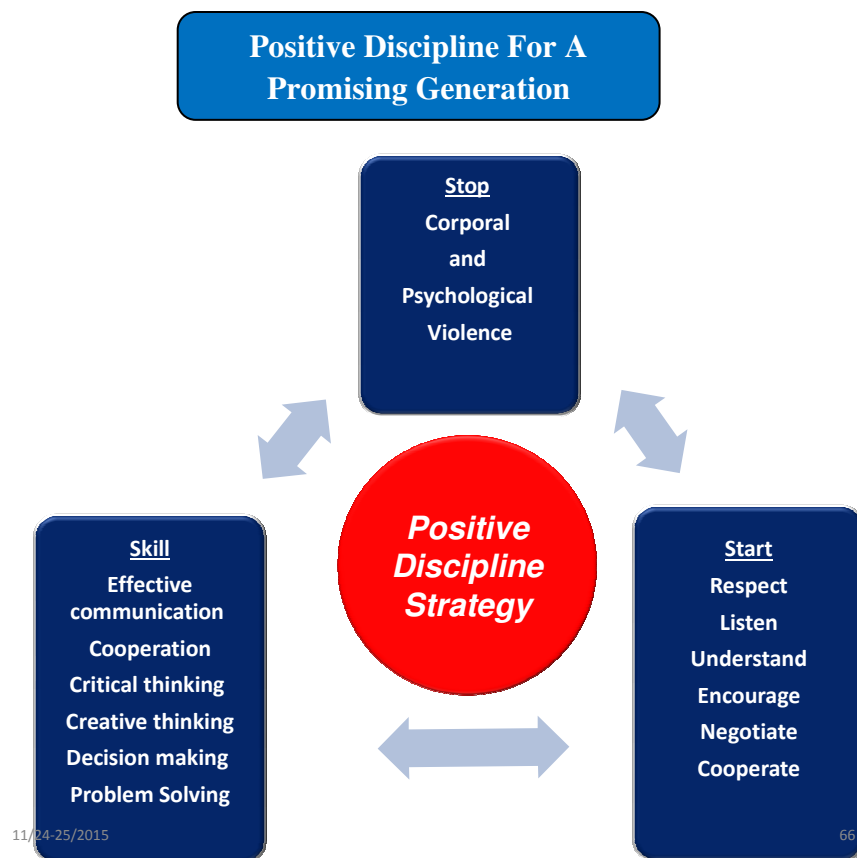 Positive Discipline For A
Promising Generation
Stop
Corporal
and
Psychological
Violence
Positive
Discipline
Strategy
Skill
Effective
communication
Cooperation
Critical thinking
Creative thinking
Decision making
Problem Solving
Start
Respect
Listen
Understand
Encourage
Negotiate
Cooperate
11/24-25/2015
66